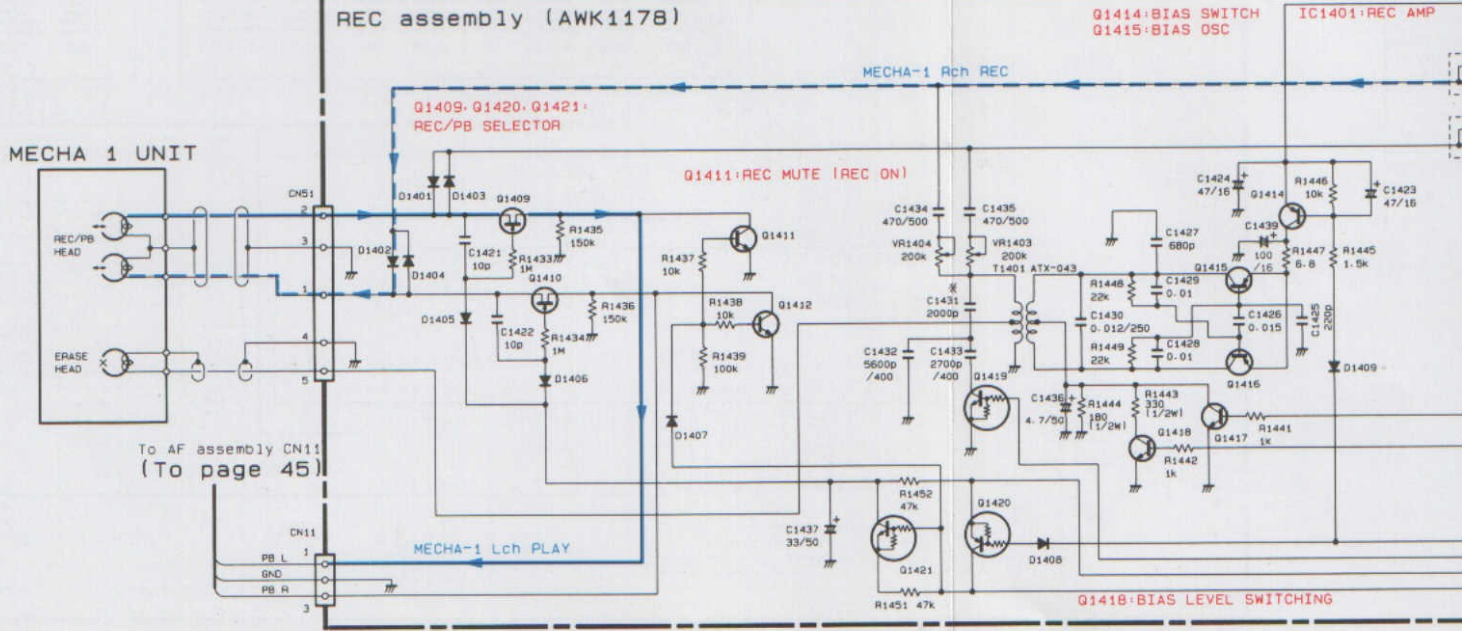 REC assembly (AWK1178)
Q1414:BIAS SWITCH
Q1415:BIAS OSC
IC1401:REC AMP
MECHA-1 Rch REC
Q1409.Q1420.Q1421:
REC/PB SELECTOR
MECHA 1 UNIT
Q1411:REC MUTE (REC ON)
CN51
2
3
1
4
5
REC/PB
HEAD
ERASE
HEAD
D1401
D1403
Q1409
D1402
D1404
C1421
10p
R1433
1M
R1435
150k
Q1410
D1405
C1422
10p
R1434
1M
R1436
150k
D1406
Q1411
R1437
10k
R1438
10k
Q1412
R1439
100k
D1407
C1434
470/500
C1435
470/500
VR1404
200k
VR1403
200k
※
T1401 ATX-043
C1431
2000p
C1432
5600p
/400
C1433
2700p
/400
Q1419
C1424
47/16
Q1414
R1446
10k
C1423
47/16
C1427
680p
C1439
100
/16
R1447
6.8
R1445
1.5k
Q1415
R1448
22k
C1429
0.01
C1430
0.012/250
C1426
0.015
C1425
220p
R1449
22k
C1428
0.01
Q1416
D1409
C1436
4.7/50
R1444
180
(1/2W)
R1443
330
(1/2W)
Q1418
Q1417
R1441
1k
R1442
1k
To AF assembly CN11
(To page 45)
CN11
1
3
PB L
GND
PB R
MECHA-1 Lch PLAY
C1437
33/50
R1452
47k
Q1421
R1451 47k
Q1420
D1408
Q1418:BIAS LEVEL SWITCHING